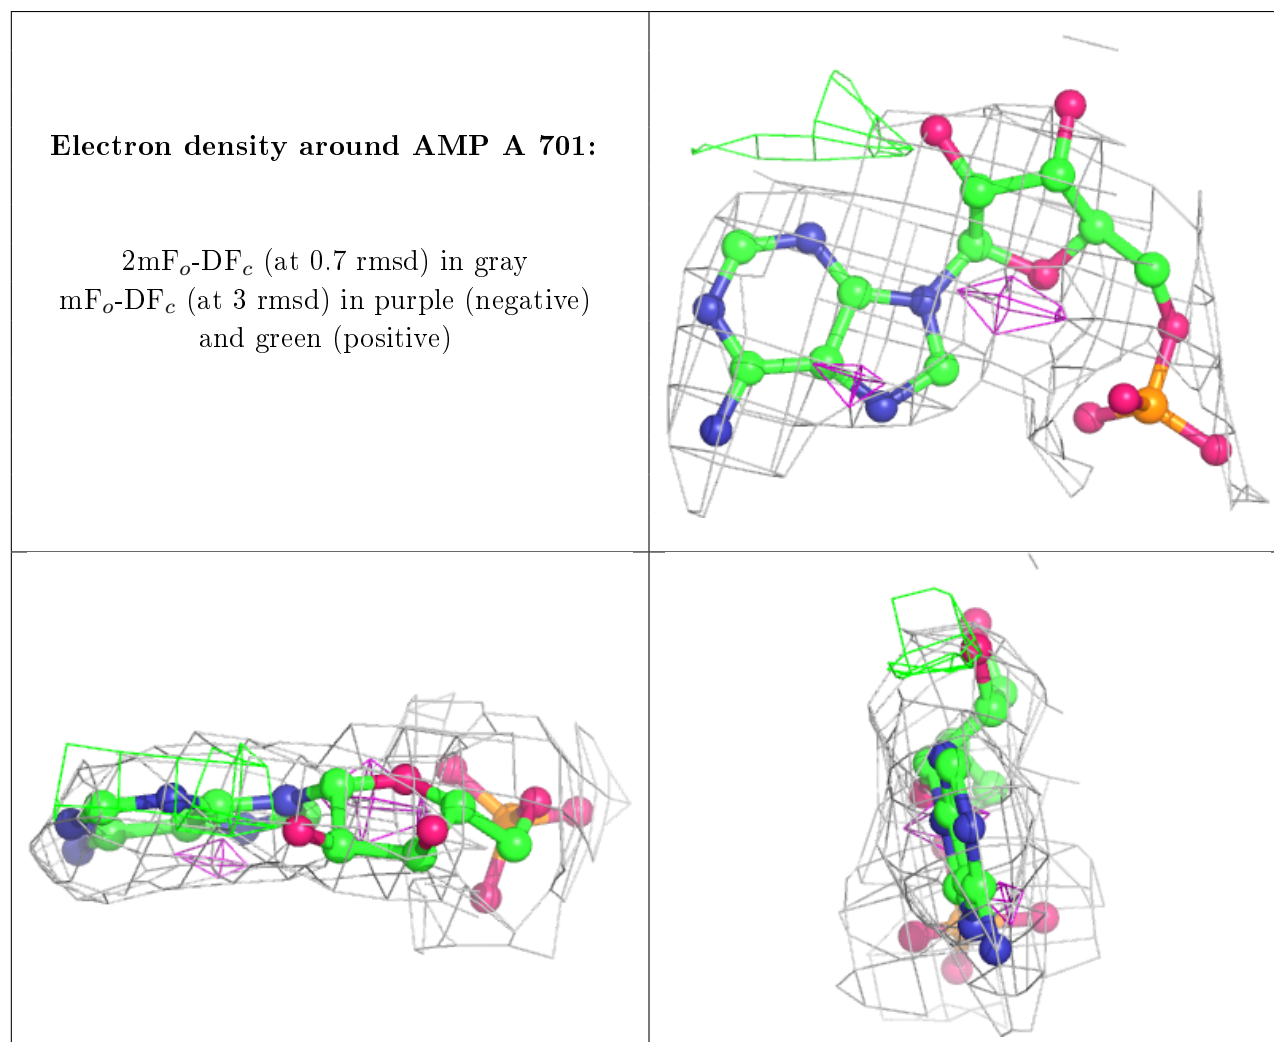 Electron density around AMP A 701:
2mFo-DFc (at 0.7 rmsd) in gray
mFo-DFc (at 3 rmsd) in purple (negative)
and green (positive)